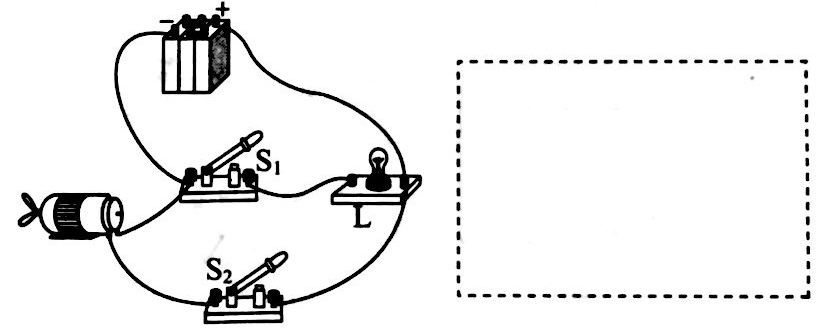 − +
S₁
L
S₂